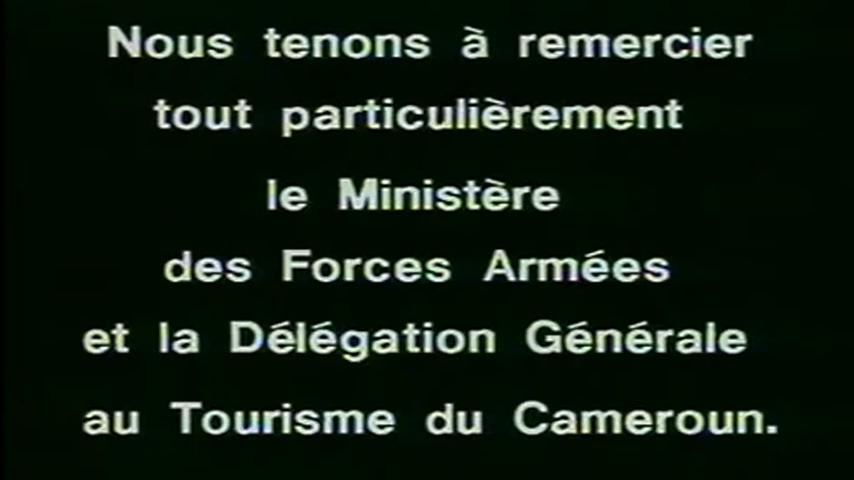 Nous tenons à remercier
tout particulièrement
le Ministère
des Forces Armées
et la Délégation Générale
au Tourisme du Cameroun.